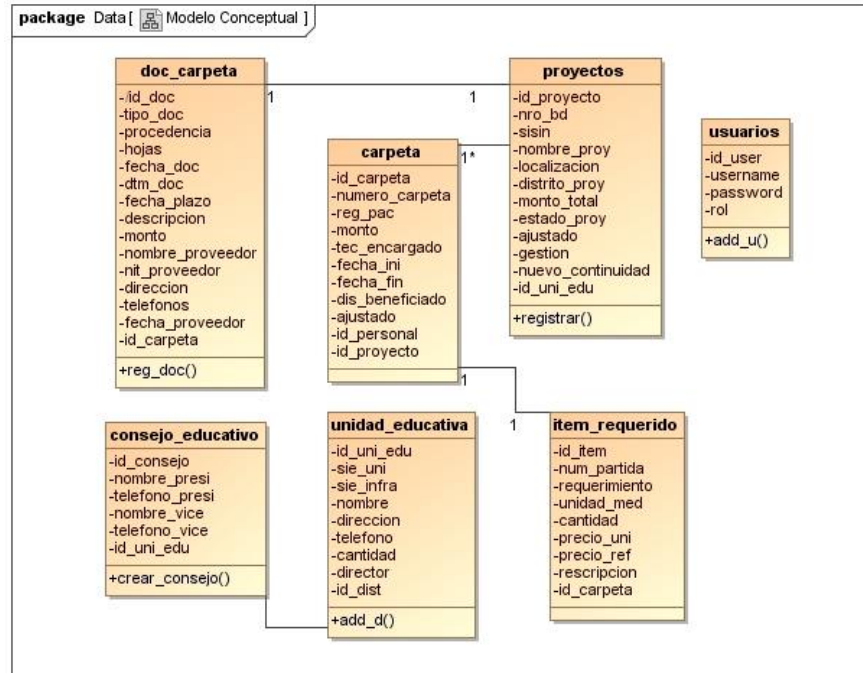 package Data [ Modelo Conceptual ]
doc_carpeta
-/id_doc
-tipo_doc
-procedencia
-hojas
-fecha_doc
-dtm_doc
-fecha_plazo
-descripcion
-monto
-nombre_proveedor
-nit_proveedor
-direccion
-telefonos
-fecha_proveedor
-id_carpeta
+reg_doc()
1
1
proyectos
-id_proyecto
-nro_bd
-sisin
-nombre_proy
-localizacion
-distrito_proy
-monto_total
-estado_proy
-ajustado
-gestion
-nuevo_continuidad
-id_uni_edu
+registrar()
carpeta
-id_carpeta
-numero_carpeta
-reg_pac
-monto
-tec_encargado
-fecha_ini
-fecha_fin
-dis_beneficiado
-ajustado
-id_personal
-id_proyecto
1*
1
1
usuarios
-id_user
-username
-password
-rol
+add_u()
consejo_educativo
-id_consejo
-nombre_presi
-telefono_presi
-nombre_vice
-telefono_vice
-id_uni_edu
+crear_consejo()
unidad_educativa
-id_uni_edu
-sie_uni
-sie_infra
-nombre
-direccion
-telefono
-cantidad
-director
-id_dist
+add_d()
item_requerido
-id_item
-num_partida
-requerimiento
-unidad_med
-cantidad
-precio_uni
-precio_ref
-rescripcion
-id_carpeta